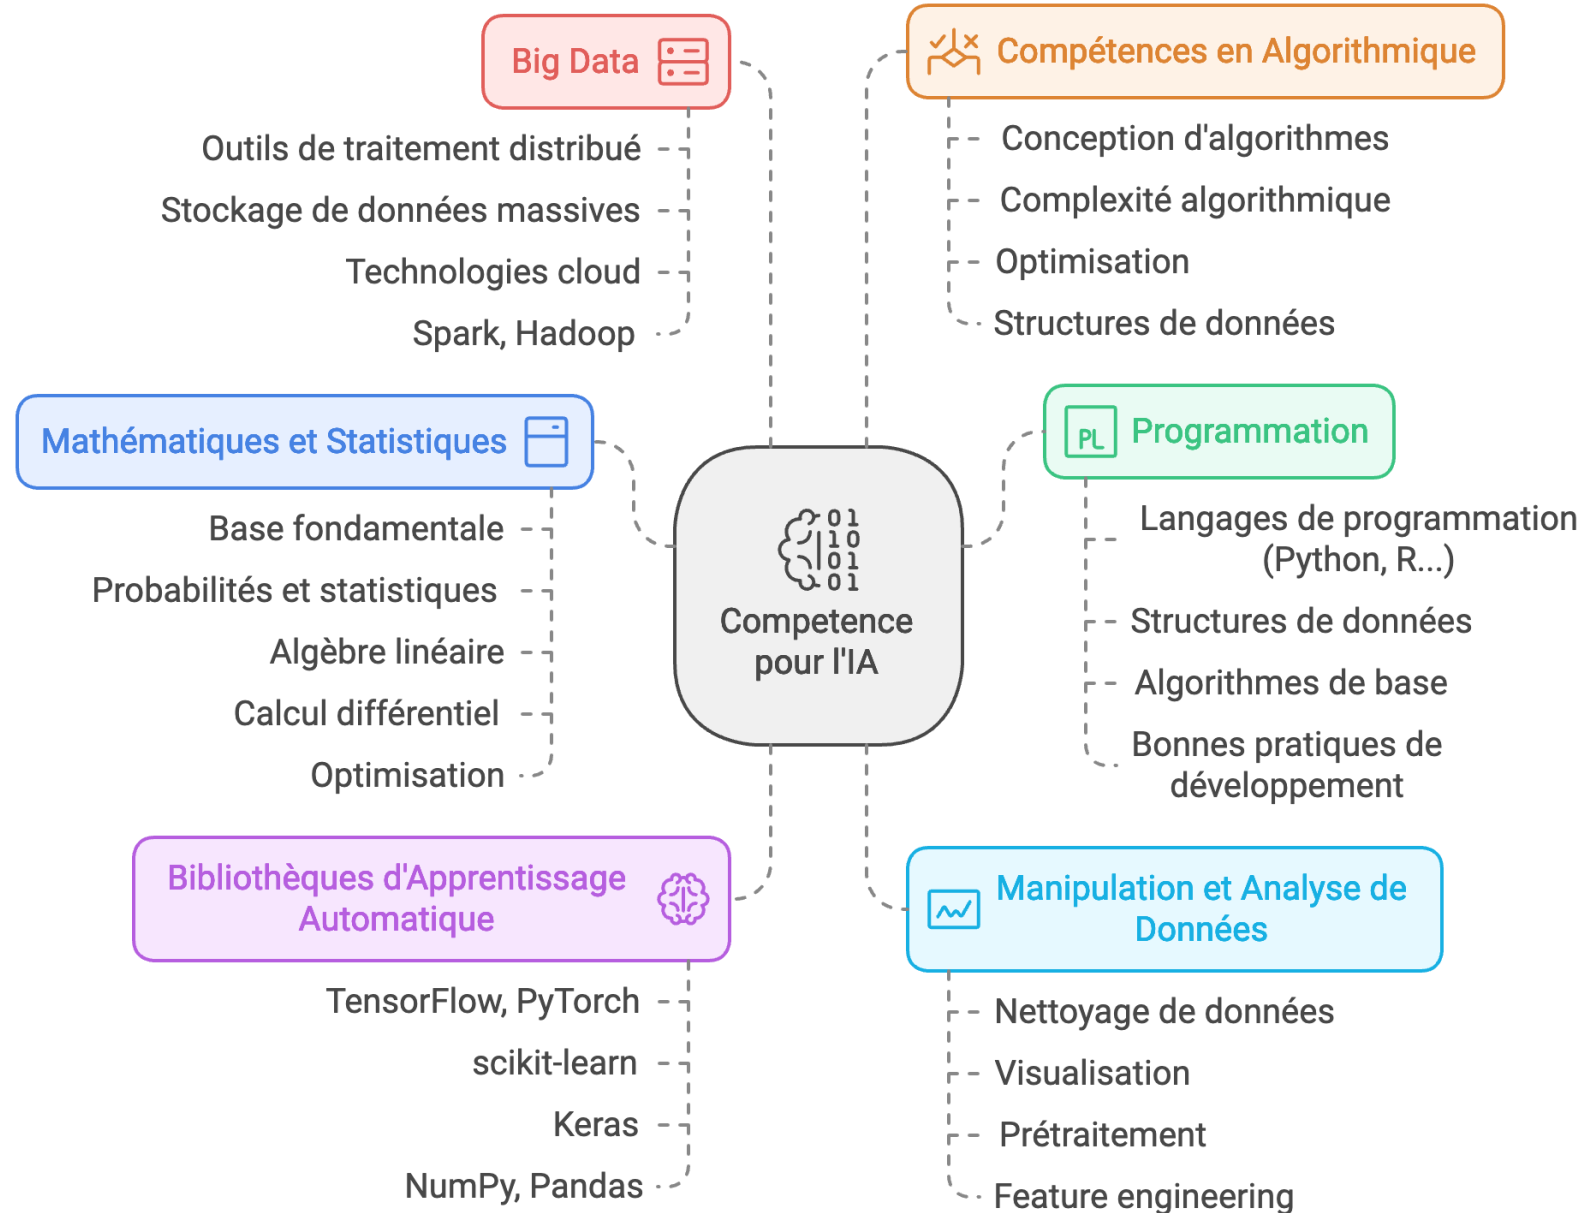 Big Data
Outils de traitement distribué
Stockage de données massives
Technologies cloud
Spark, Hadoop
Compétences en Algorithmique
Conception d'algorithmes
Complexité algorithmique
Optimisation
Structures de données
Mathématiques et Statistiques
Base fondamentale
Probabilités et statistiques
Algèbre linéaire
Calcul différentiel
Optimisation
01
10
01
01
Competence
pour l'IA
PL
Programmation
Langages de programmation
(Python, R...)
Structures de données
Algorithmes de base
Bonnes pratiques de
développement
Bibliothèques d'Apprentissage
Automatique
TensorFlow, PyTorch
scikit-learn
Keras
NumPy, Pandas
Manipulation et Analyse de
Données
Nettoyage de données
Visualisation
Prétraitement
Feature engineering